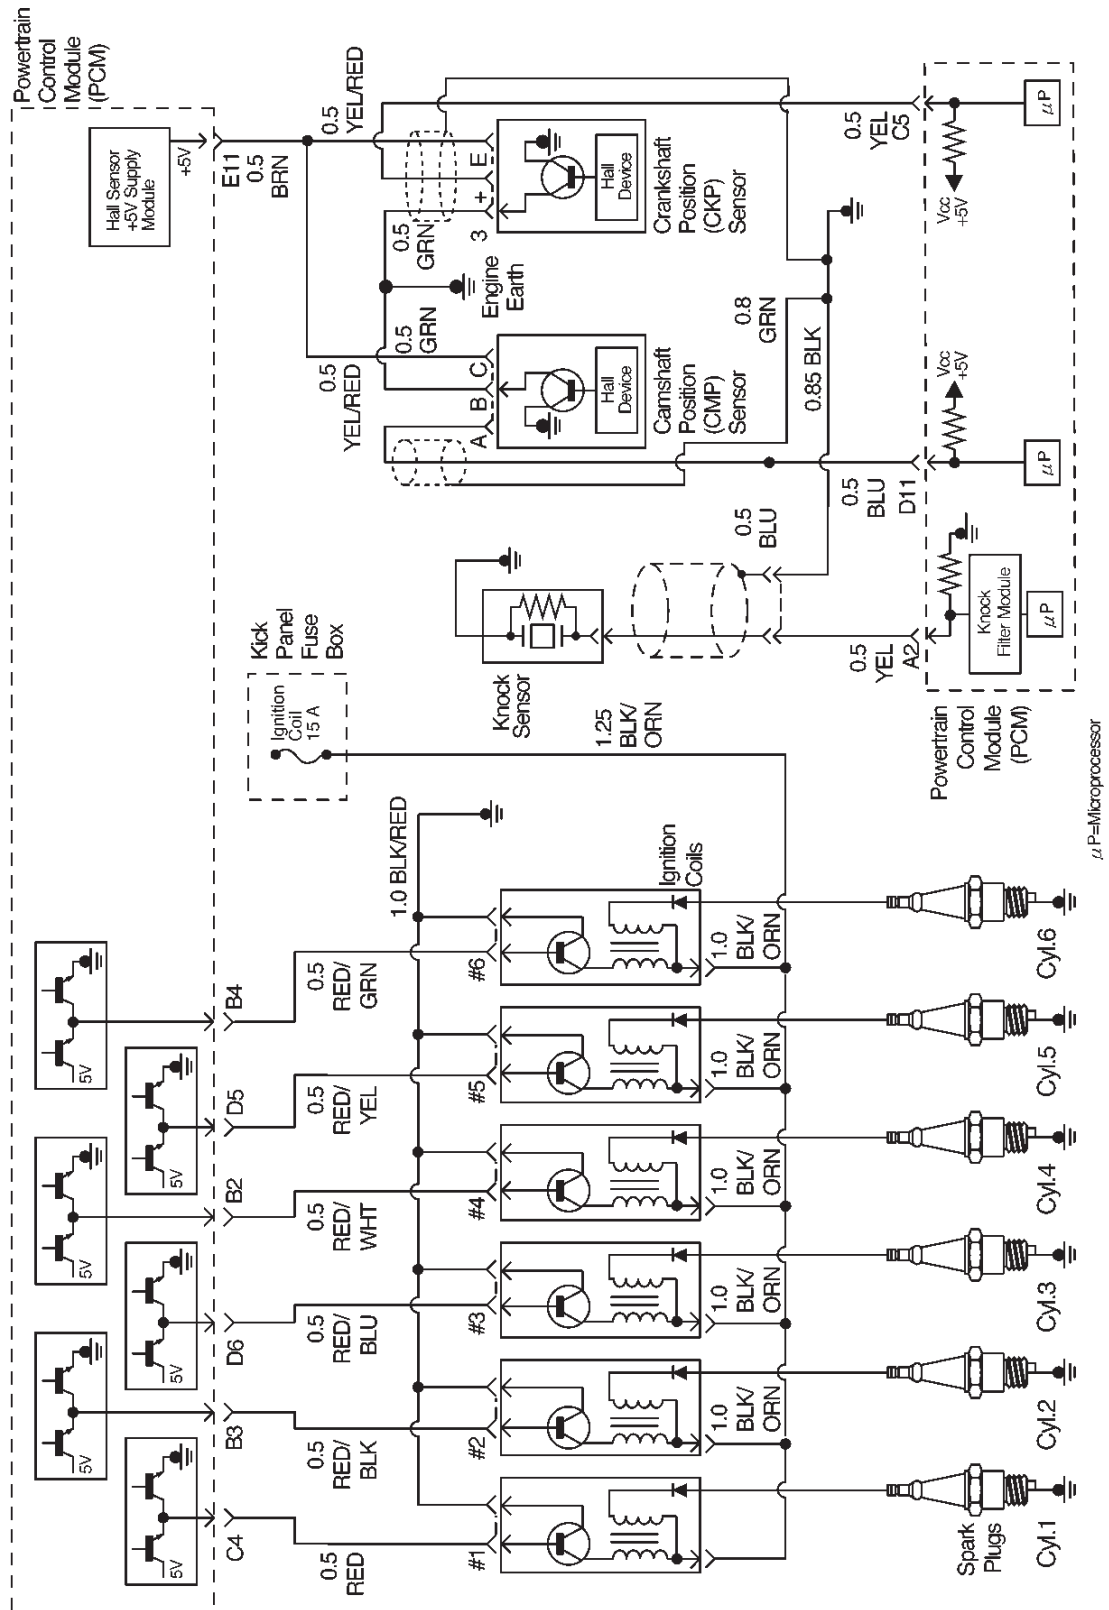 Powertrain
Control
Module
(PCM)
Hall Sensor
+5V Supply
Module
+5V
E11
0.5
BRN
0.5
YEL/RED
0.5
GRN
3
+
E
Hall
Device
Crankshaft
Position
(CKP)
Sensor
Engine
Earth
0.5
GRN
0.5
YEL/RED
A
B
C
Hall
Device
Camshaft
Position
(CMP)
Sensor
0.8
GRN
0.85 BLK
0.5
YEL
C5
Vcc
+5V
μP
Vcc
+5V
μP
0.5
BLU
D11
0.5
BLU
Knock
Sensor
0.5
YEL
A2
Knock
Filter Module
μP
Powertrain
Control
Module
(PCM)
μP=Microprocessor
Kick
Panel
Fuse
Box
Ignition
Coil
15 A
1.25
BLK/
ORN
1.0 BLK/RED
Ignition
Coils
5V
B4
0.5
RED/
GRN
#6
1.0
BLK/
ORN
Cyl.6
5V
D5
0.5
RED/
YEL
#5
1.0
BLK/
ORN
Cyl.5
5V
B2
0.5
RED/
WHT
#4
1.0
BLK/
ORN
Cyl.4
5V
D6
0.5
RED/
BLU
#3
1.0
BLK/
ORN
Cyl.3
5V
B3
0.5
RED/
BLK
#2
1.0
BLK/
ORN
Cyl.2
5V
C4
0.5
RED
#1
Spark
Plugs
Cyl.1